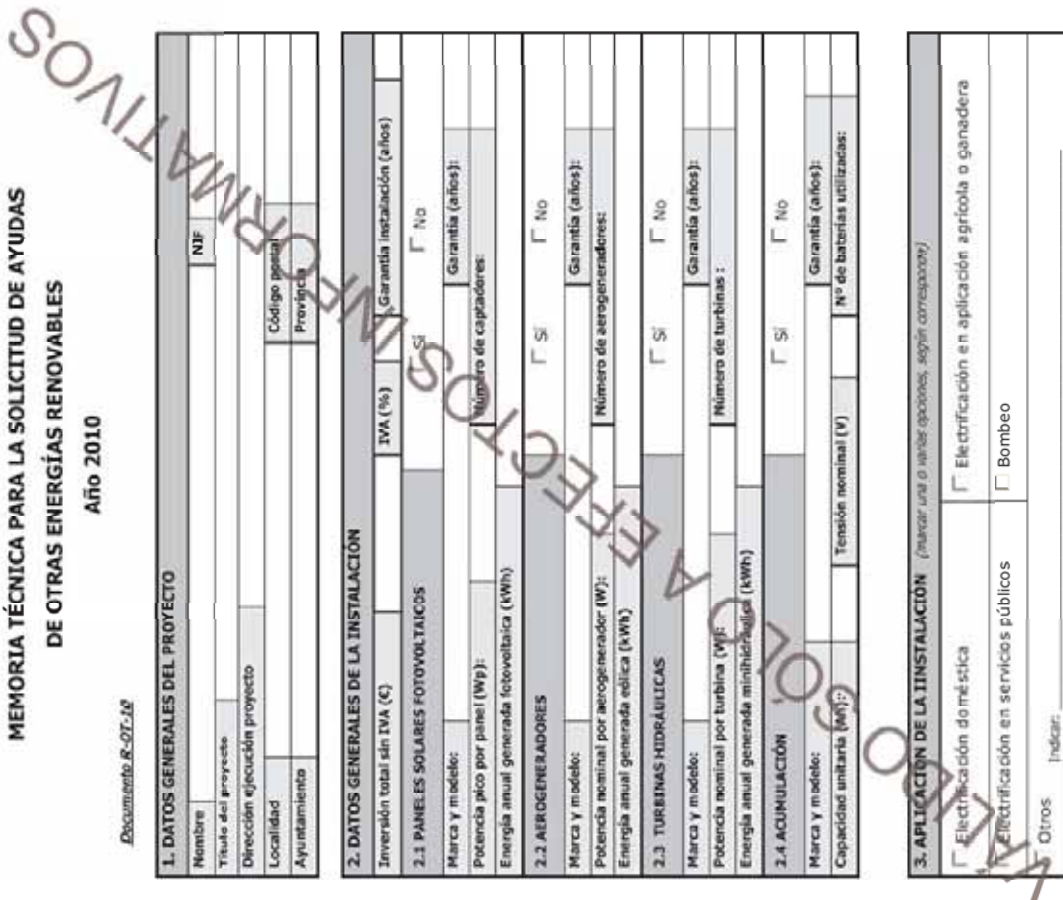 MEMORIA TÉCNICA PARA LA SOLICITUD DE AYUDAS
DE OTRAS ENERGÍAS RENOVABLES
Año 2010
Documento R-OT-10
1. DATOS GENERALES DEL PROYECTO
Nombre NIF
Título del proyecto
Dirección ejecución proyecto
Localidad Código postal
Ayuntamiento Provincia
2. DATOS GENERALES DE LA INSTALACIÓN
Inversión total sin IVA (€) IVA (%) Garantía instalación (años)
2.1 PANELES SOLARES FOTOVOLTAICOS Sí No
Marca y modelo: Garantía (años):
Potencia pico por panel (Wp): Número de captadores:
Energía anual generada fotovoltaica (kWh)
2.2 AEROGENERADORES Sí No
Marca y modelo: Garantía (años):
Potencia nominal por aerogenerador (W): Número de aerogeneradores:
Energía anual generada eólica (kWh)
2.3 TURBINAS HIDRÁULICAS Sí No
Marca y modelo: Garantía (años):
Potencia nominal por turbina (W): Número de turbinas :
Energía anual generada minihidráulica (kWh)
2.4 ACUMULACIÓN Sí No
Marca y modelo: Garantía (años):
Capacidad unitaria (Ah): Tensión nominal (V) Nº de baterías utilizadas:
3. APLICACIÓN DE LA IINSTALACIÓN (marcar una o varias opciones, según corresponda)
Electrificación doméstica Electrificación en aplicación agrícola o ganadera
Electrificación en servicios públicos Bombeo
Otros Indicar:
VÁLIDO SÓLO A EFECTOS INFORMATIVOS